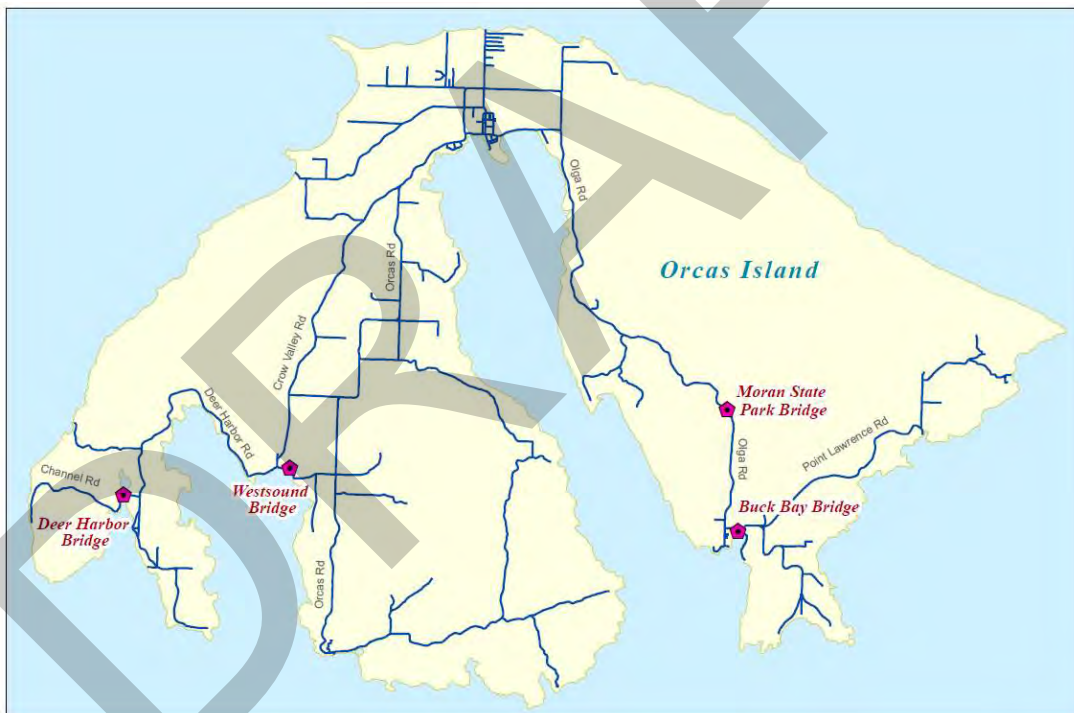 DRAFT
Olga Rd
Orcas Island
Orcas Rd
Crow Valley Rd
Deer Harbor Rd
Moran State
Park Bridge
Olga Rd
Point Lawrence Rd
Channel Rd
Westsound
Bridge
Deer Harbor
Bridge
Buck Bay Bridge
Orcas Rd